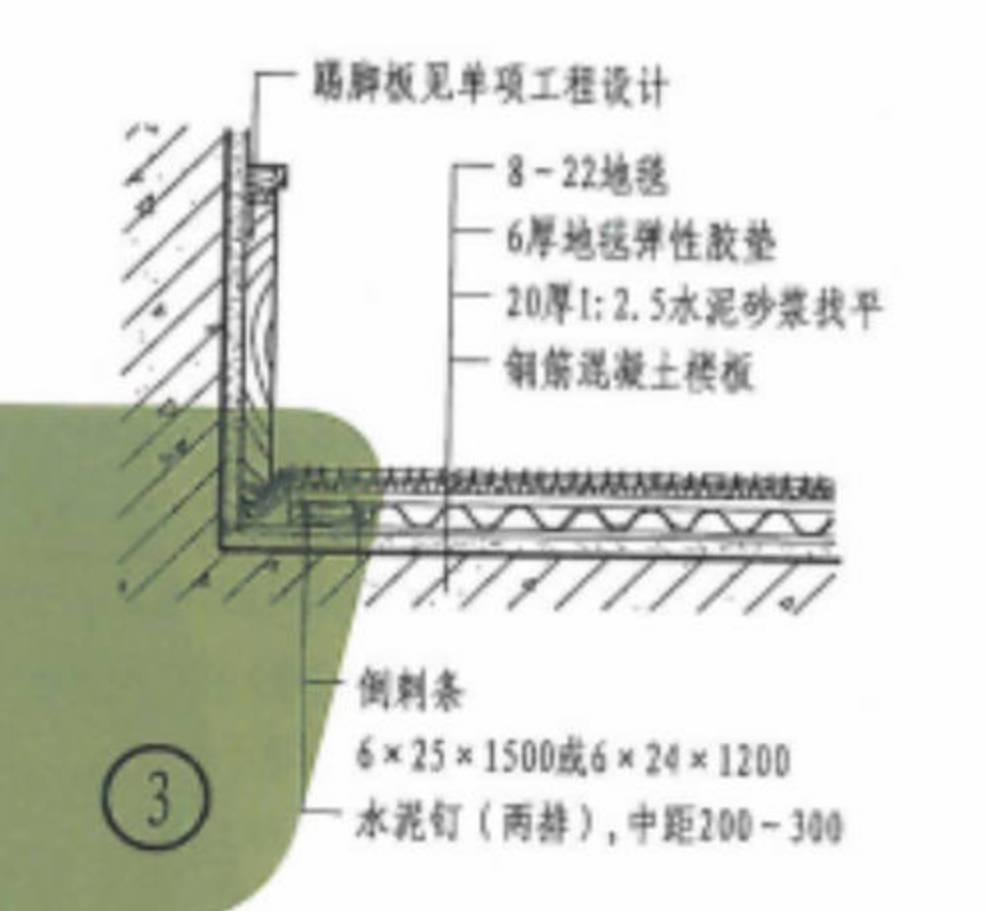 踢脚板见单项工程设计
8-22地毯
6厚地毯弹性胶垫
20厚1:2.5水泥砂浆找平
钢筋混凝土楼板
倒刺条
6×25×1500或6×24×1200
水泥钉(两排),中距200~300
3